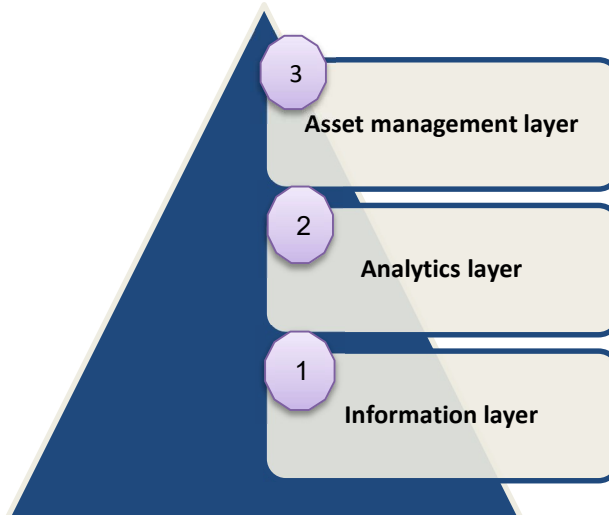 3
Asset management layer
2
Analytics layer
1
Information layer